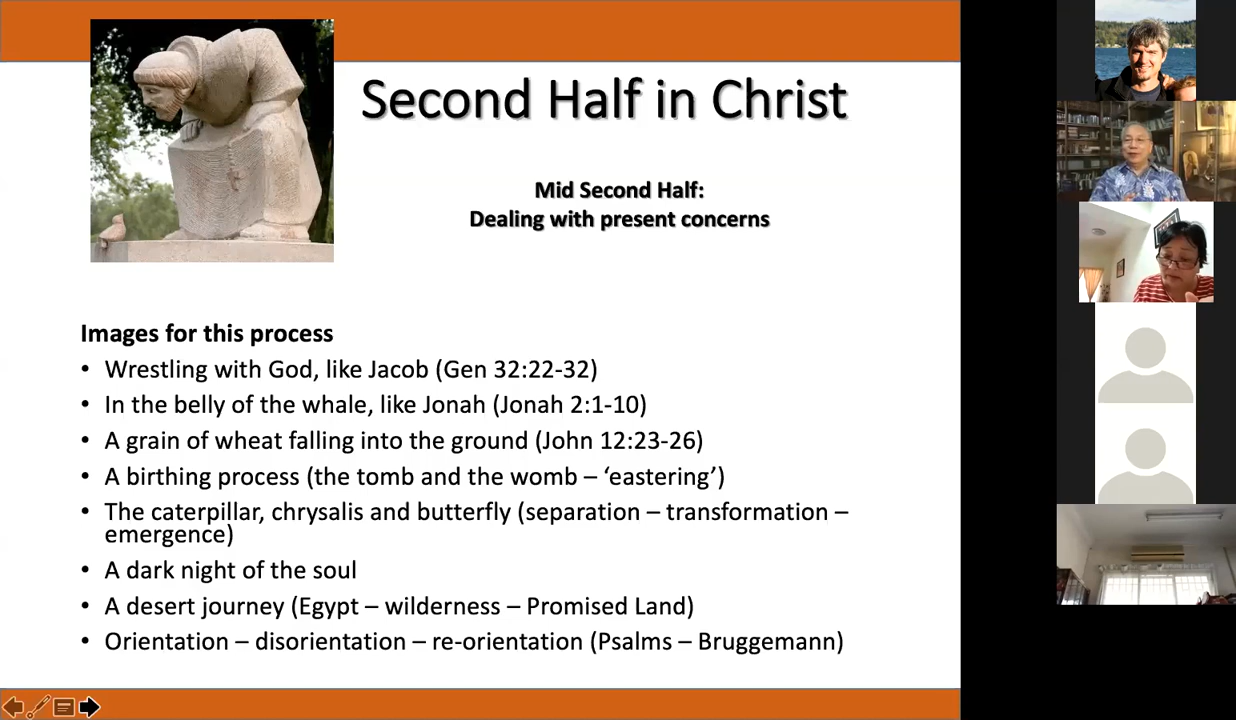 Second Half in Christ
Mid Second Half:
Dealing with present concerns
Images for this process
• Wrestling with God, like Jacob (Gen 32:22-32)
• In the belly of the whale, like Jonah (Jonah 2:1-10)
• A grain of wheat falling into the ground (John 12:23-26)
• A birthing process (the tomb and the womb – ‘eastering’)
• The caterpillar, chrysalis and butterfly (separation – transformation –
emergence)
• A dark night of the soul
• A desert journey (Egypt – wilderness – Promised Land)
• Orientation – disorientation – re-orientation (Psalms – Bruggemann)